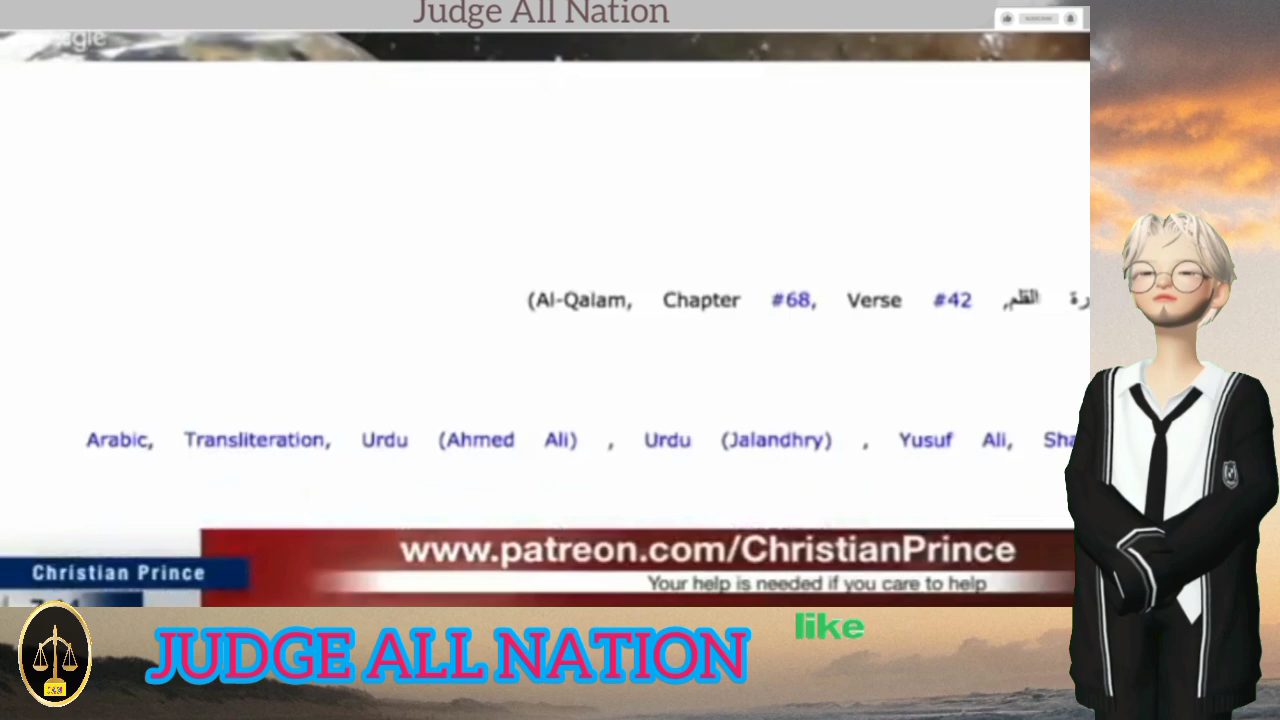 Judge All Nation
SUBSCRIBE
(Al-Qalam, Chapter #68, Verse #42 ,القلم
Arabic, Transliteration, Urdu (Ahmed Ali) , Urdu (Jalandhry) , Yusuf Ali,
www.patreon.com/ChristianPrince
Your help is needed if you care to help
Christian Prince
like
JUDGE ALL NATION